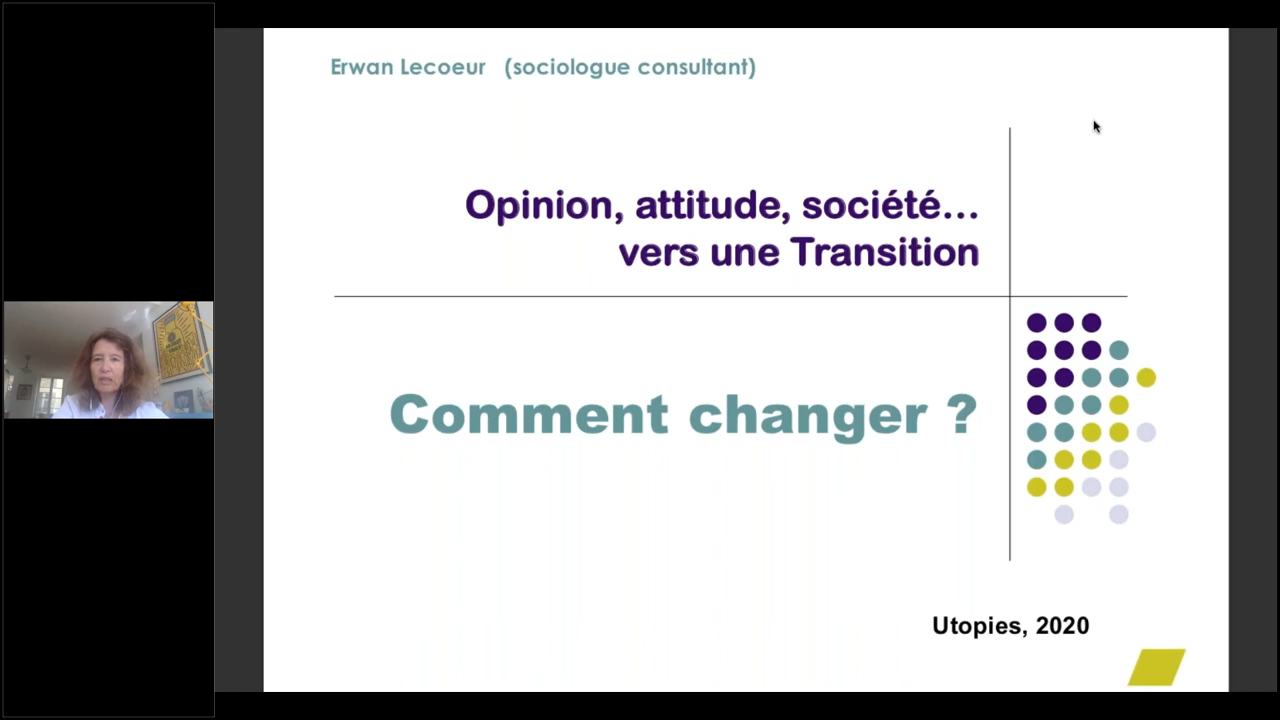 Erwan Lecoeur (sociologue consultant)
Opinion, attitude, société…
vers une Transition
Comment changer ?
Utopies, 2020